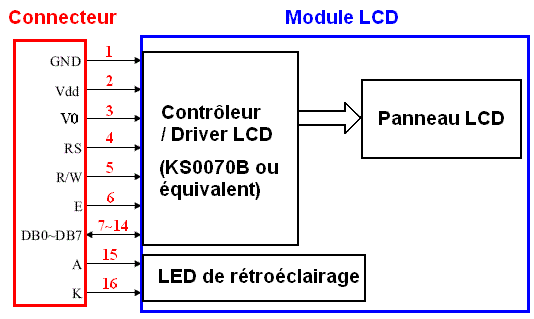 Connecteur
Module LCD
GND 1
Vdd 2
V0 3
RS 4
R/W 5
E 6
DB0~DB7 7~14
A 15
K 16
Contrôleur
/ Driver LCD
(KS0070B ou
équivalent)
Panneau LCD
LED de rétroéclairage